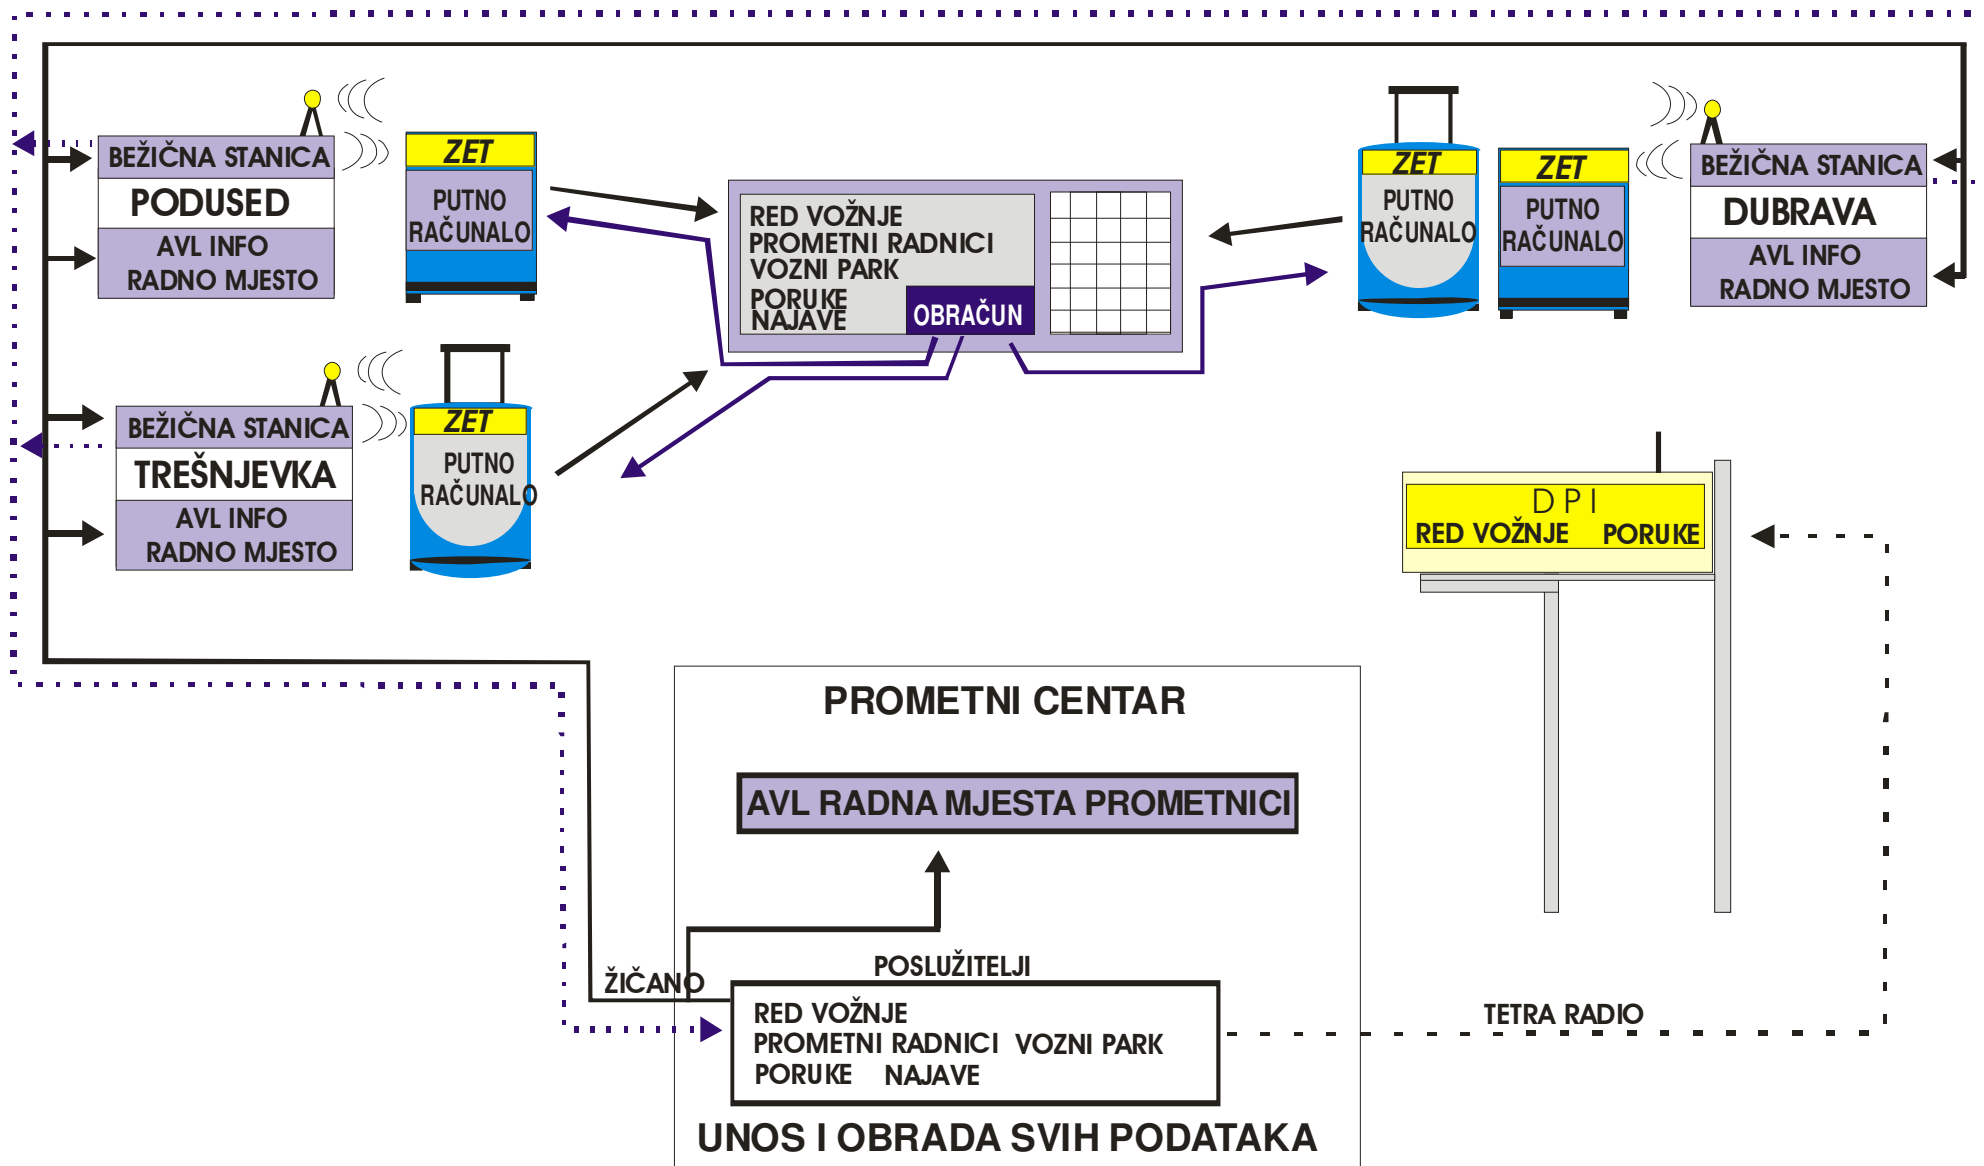 BEŽIČNA STANICA
PODUSED
AVL INFO
RADNO MJESTO
ZET
PUTNO
RAČUNALO
RED VOŽNJE
PROMETNI RADNICI
VOZNI PARK
PORUKE
NAJAVE
OBRAČUN
ZET
PUTNO
RAČUNALO
ZET
PUTNO
RAČUNALO
BEŽIČNA STANICA
DUBRAVA
AVL INFO
RADNO MJESTO
BEŽIČNA STANICA
TREŠNJEVKA
AVL INFO
RADNO MJESTO
ZET
PUTNO
RAČUNALO
DPI
RED VOŽNJE PORUKE
PROMETNI CENTAR
AVL RADNA MJESTA PROMETNICI
POSLUŽITELJI
ŽIČANO
RED VOŽNJE
PROMETNI RADNICI VOZNI PARK
PORUKE NAJAVE
TETRA RADIO
UNOS I OBRADA SVIH PODATAKA